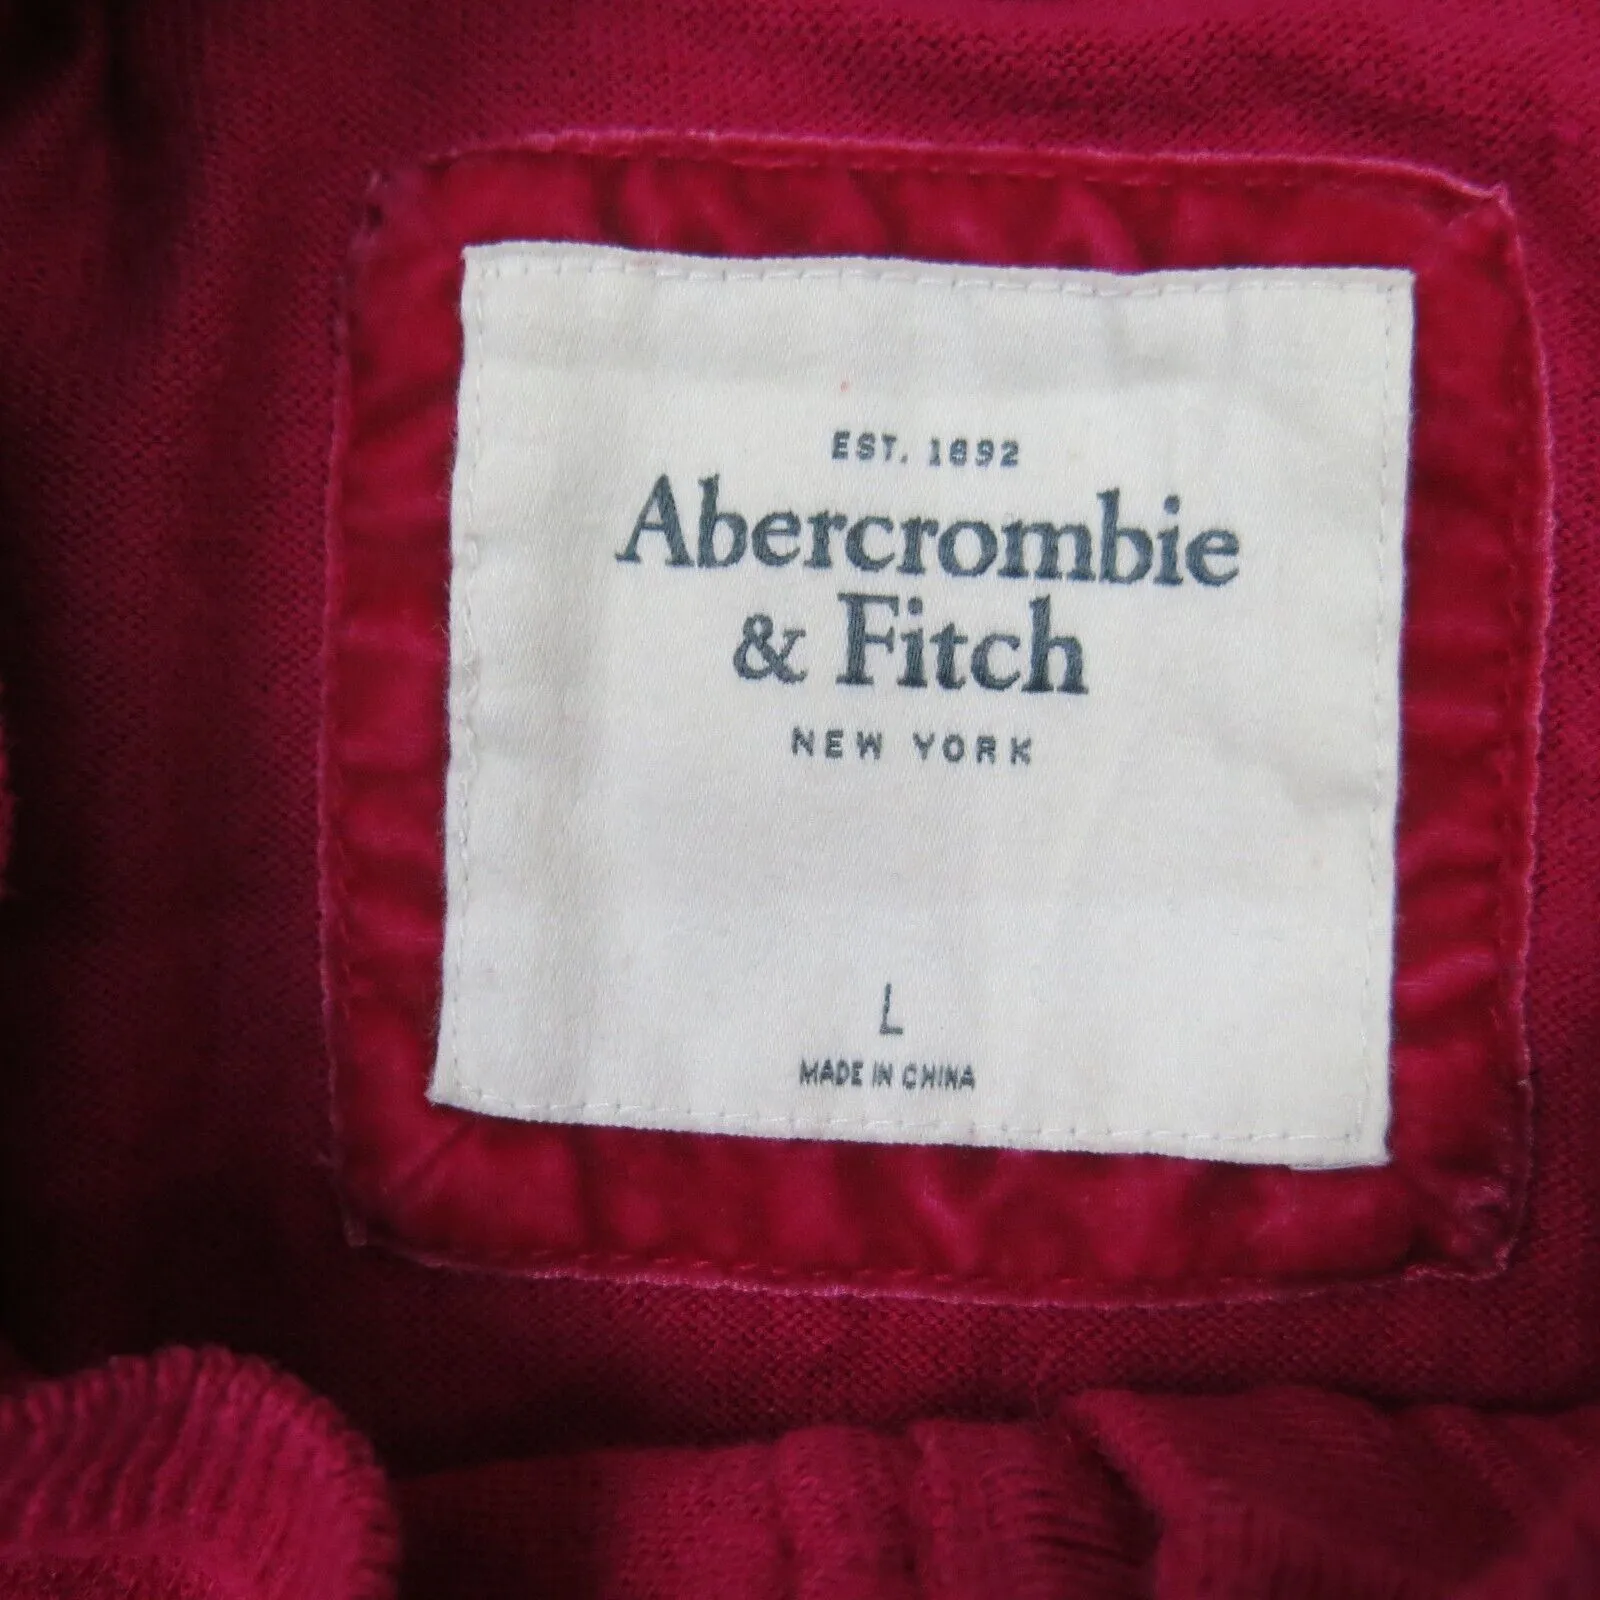 EST. 1892
Abercrombie
& Fitch
NEW YORK
L
MADE IN CHINA